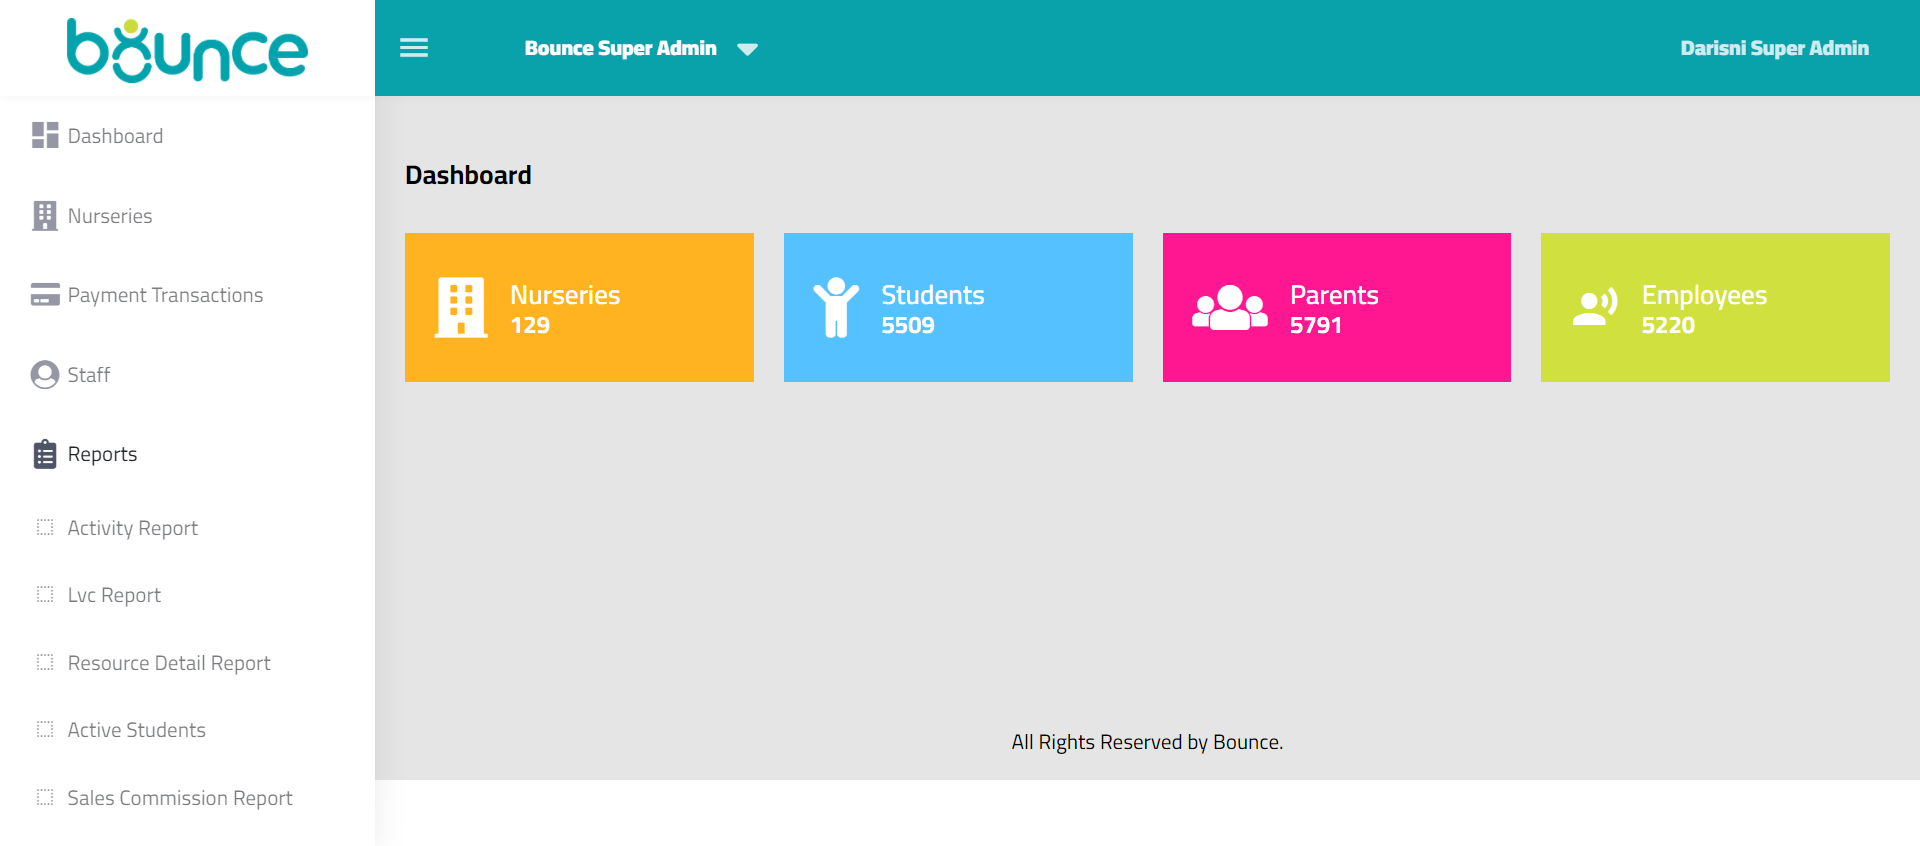 bounce
Bounce Super Admin
Darisni Super Admin
Dashboard
Nurseries
Payment Transactions
Staff
Reports
Activity Report
Lvc Report
Resource Detail Report
Active Students
Sales Commission Report
Dashboard
Nurseries
129
Students
5509
Parents
5791
Employees
5220
All Rights Reserved by Bounce.